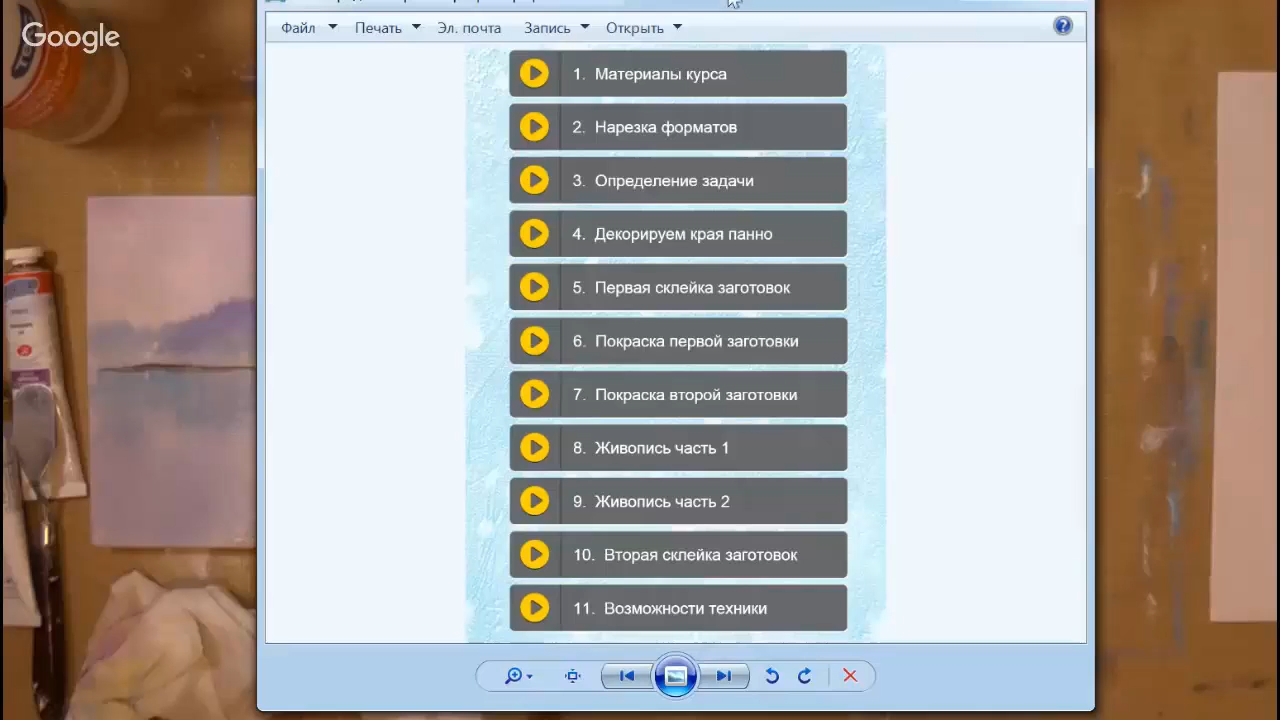 Google
Файл Печать Эл. почта Запись Открыть
1. Материалы курса
2. Нарезка форматов
3. Определение задачи
4. Декорируем края панно
5. Первая склейка заготовок
6. Покраска первой заготовки
7. Покраска второй заготовки
8. Живопись часть 1
9. Живопись часть 2
10. Вторая склейка заготовок
11. Возможности техники